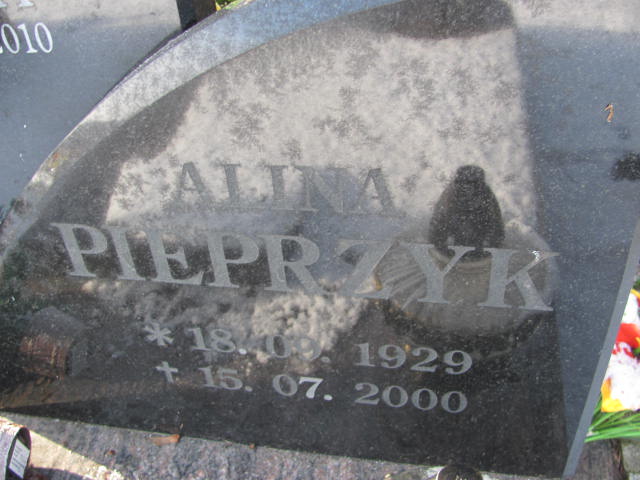 2010
ALINA
PIEPRZYK
* 18. 09. 1929
† 15. 07. 2000